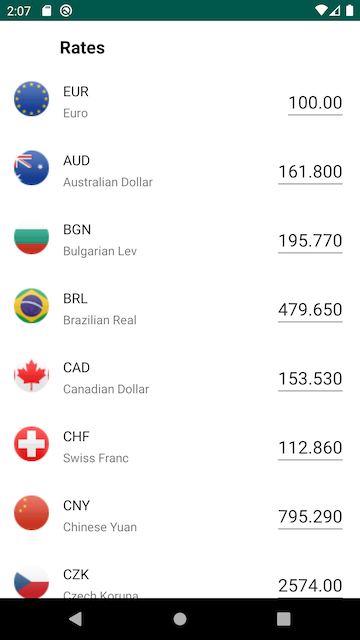 2:07
Rates
EUR
Euro
100.00
AUD
Australian Dollar
161.800
BGN
Bulgarian Lev
195.770
BRL
Brazilian Real
479.650
CAD
Canadian Dollar
153.530
CHF
Swiss Franc
112.860
CNY
Chinese Yuan
795.290
CZK
Czech Koruna
2574.00